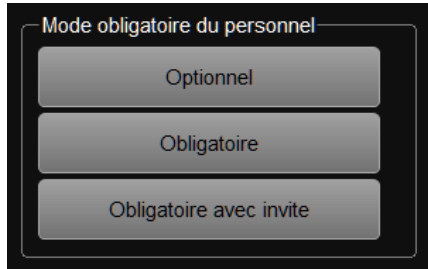 Mode obligatoire du personnel
Optionnel
Obligatoire
Obligatoire avec invite